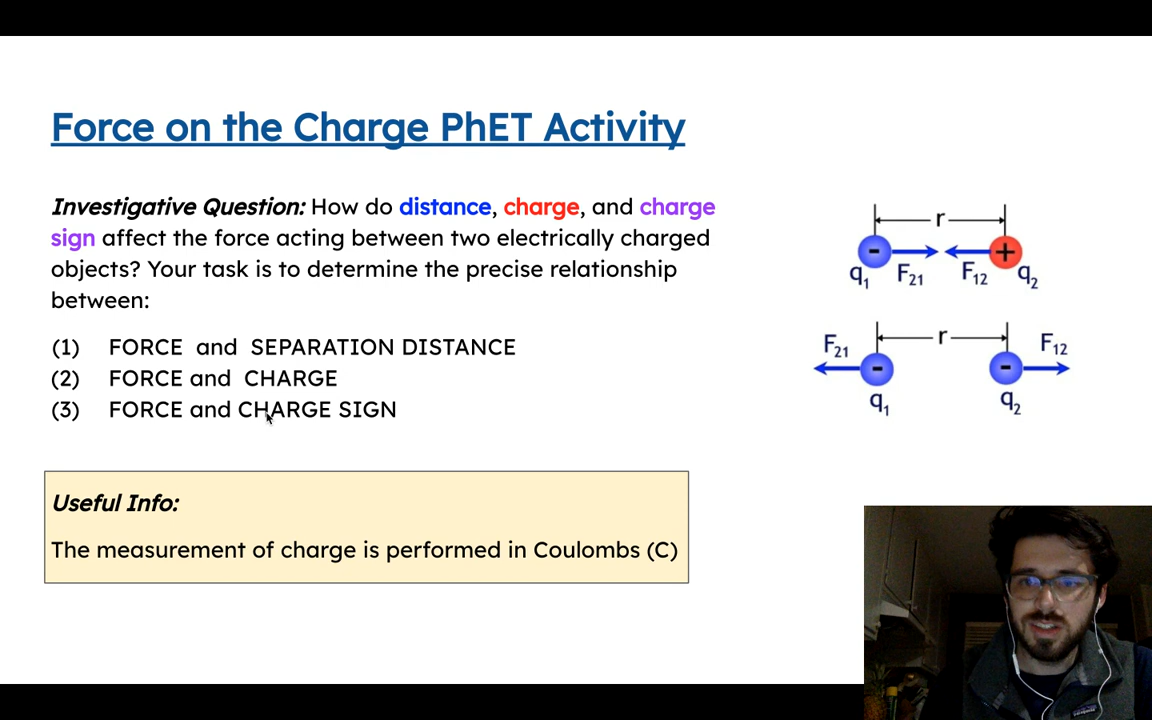 Force on the Charge PhET Activity
Investigative Question: How do distance, charge, and charge
sign affect the force acting between two electrically charged
objects? Your task is to determine the precise relationship
between:
(1) FORCE and SEPARATION DISTANCE
(2) FORCE and CHARGE
(3) FORCE and CHARGE SIGN
Useful Info:
The measurement of charge is performed in Coulombs (C)
r
- +
q₁ F₂₁ F₁₂ q₂
F₂₁ r F₁₂
- -
q₁ q₂